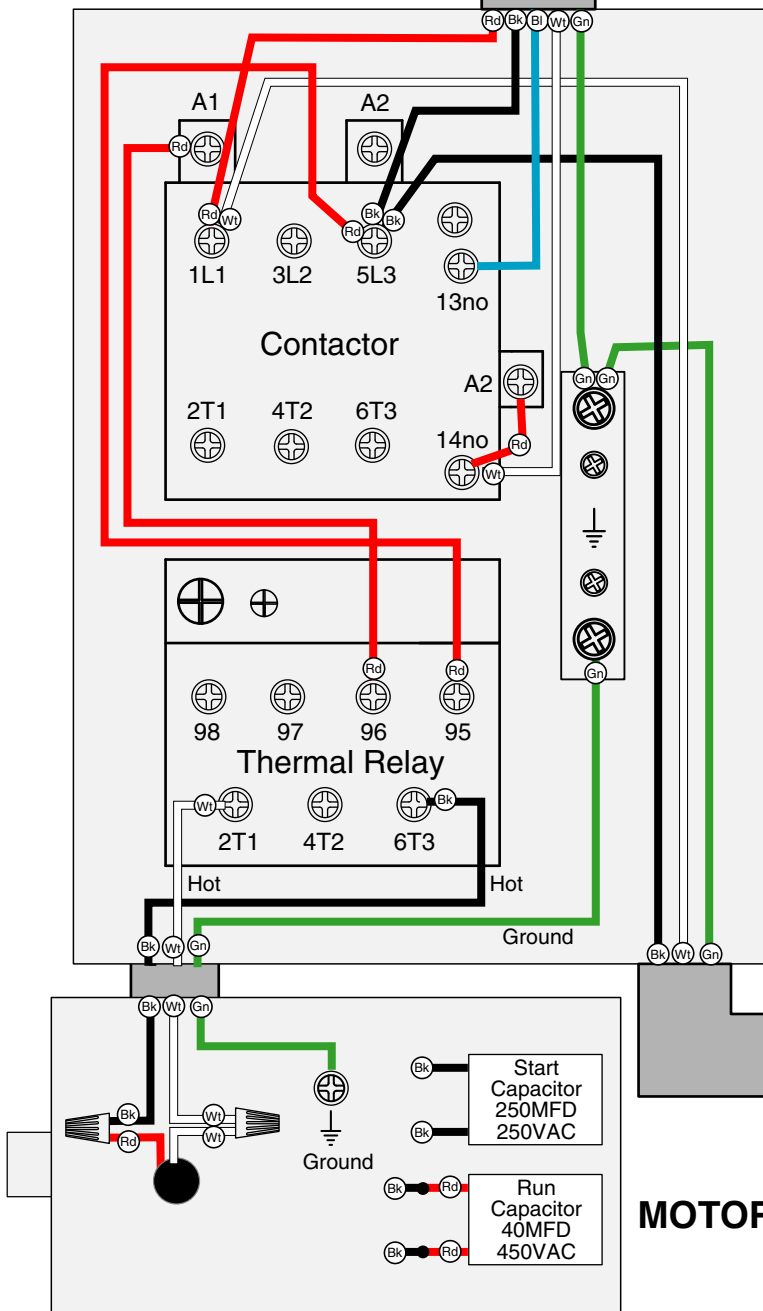 Rd Bk Bl Wt Gn
A1 A2
Rd
Rd Wt Rd Bk Bk
1L1 3L2 5L3
13no
Contactor
A2
Gn Gn
2T1 4T2 6T3
14no
Rd
Wt
Rd Rd
Gn
98 97 96 95
Thermal Relay
Wt Bk
2T1 4T2 6T3
Hot Hot
Ground
Bk Wt Gn
Bk Wt Gn
Bk Wt Gn
Bk Wt
Rd Wt
Ground
Bk
Bk
Start
Capacitor
250MFD
250VAC
Bk Rd
Bk Rd
Run
Capacitor
40MFD
450VAC
MOTOR